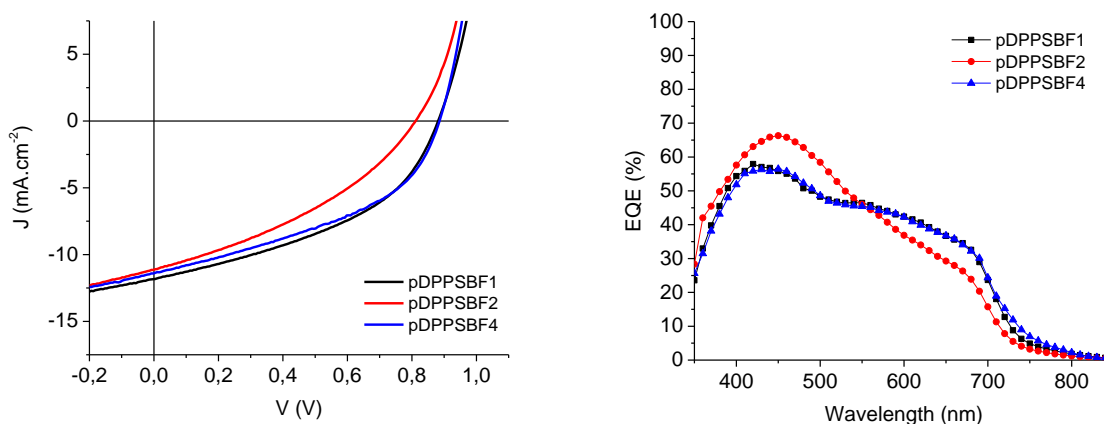 5
0
-5
-10
-15
J (mA.cm-2)
-0,2
0,0
0,2
0,4
0,6
0,8
1,0
V (V)
pDPPSBF1
pDPPSBF2
pDPPSBF4
100
90
80
70
60
50
40
30
20
10
0
EQE (%)
400
500
600
700
800
Wavelength (nm)
pDPPSBF1
pDPPSBF2
pDPPSBF4